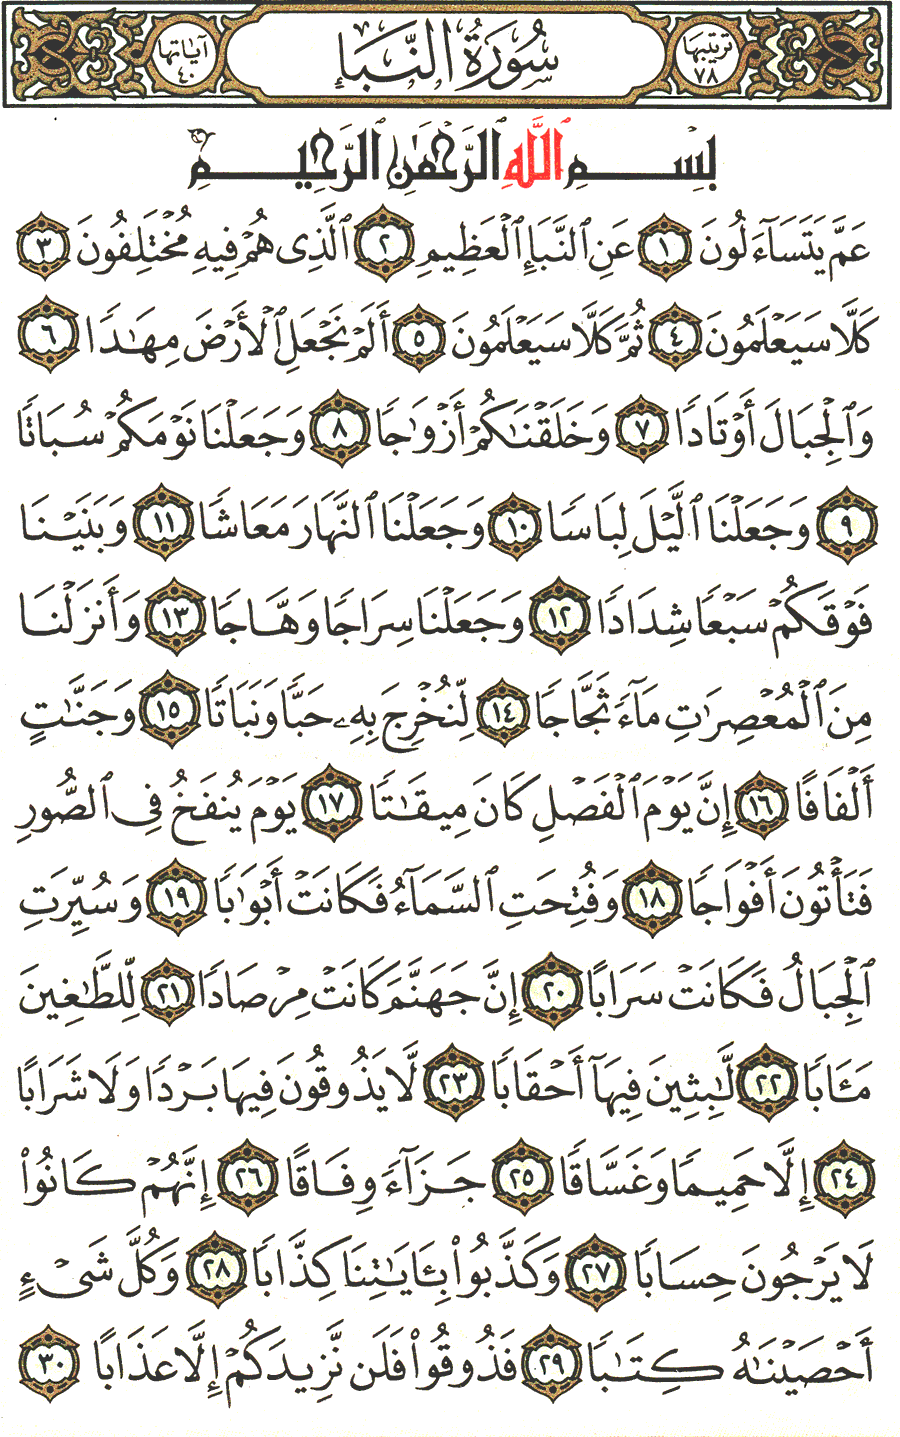 ترتيبها ٧٨ سُورَةُ النَّبَإِ آياتها ٤٠
بِسْمِ ٱللَّهِ ٱلرَّحْمَٰنِ ٱلرَّحِيمِ
عَمَّ يَتَسَآءَلُونَ ١ عَنِ ٱلنَّبَإِ ٱلْعَظِيمِ ٢ ٱلَّذِى هُمْ فِيهِ مُخْتَلِفُونَ ٣
كَلَّا سَيَعْلَمُونَ ٤ ثُمَّ كَلَّا سَيَعْلَمُونَ ٥ أَلَمْ نَجْعَلِ ٱلْأَرْضَ مِهَٰدًا ٦
وَٱلْجِبَالَ أَوْتَادًا ٧ وَخَلَقْنَٰكُمْ أَزْوَٰجًا ٨ وَجَعَلْنَا نَوْمَكُمْ سُبَاتًا
٩ وَجَعَلْنَا ٱلَّيْلَ لِبَاسًا ١٠ وَجَعَلْنَا ٱلنَّهَارَ مَعَاشًا ١١ وَبَنَيْنَا
فَوْقَكُمْ سَبْعًا شِدَادًا ١٢ وَجَعَلْنَا سِرَاجًا وَهَّاجًا ١٣ وَأَنزَلْنَا
مِنَ ٱلْمُعْصِرَٰتِ مَآءً ثَجَّاجًا ١٤ لِّنُخْرِجَ بِهِۦ حَبًّا وَنَبَاتًا ١٥ وَجَنَّٰتٍ
أَلْفَافًا ١٦ إِنَّ يَوْمَ ٱلْفَصْلِ كَانَ مِيقَٰتًا ١٧ يَوْمَ يُنفَخُ فِى ٱلصُّورِ
فَتَأْتُونَ أَفْوَاجًا ١٨ وَفُتِحَتِ ٱلسَّمَآءُ فَكَانَتْ أَبْوَٰبًا ١٩ وَسُيِّرَتِ
ٱلْجِبَالُ فَكَانَتْ سَرَابًا ٢٠ إِنَّ جَهَنَّمَ كَانَتْ مِرْصَادًا ٢١ لِّلطَّٰغِينَ
مَـَٔابًا ٢٢ لَّٰبِثِينَ فِيهَآ أَحْقَابًا ٢٣ لَّا يَذُوقُونَ فِيهَا بَرْدًا وَلَا شَرَابًا
٢٤ إِلَّا حَمِيمًا وَغَسَّاقًا ٢٥ جَزَآءً وِفَاقًا ٢٦ إِنَّهُمْ كَانُوا۟
لَا يَرْجُونَ حِسَابًا ٢٧ وَكَذَّبُوا۟ بِـَٔايَٰتِنَا كِذَّابًا ٢٨ وَكُلَّ شَىْءٍ
أَحْصَيْنَٰهُ كِتَٰبًا ٢٩ فَذُوقُوا۟ فَلَن نَّزِيدَكُمْ إِلَّا عَذَابًا ٣٠